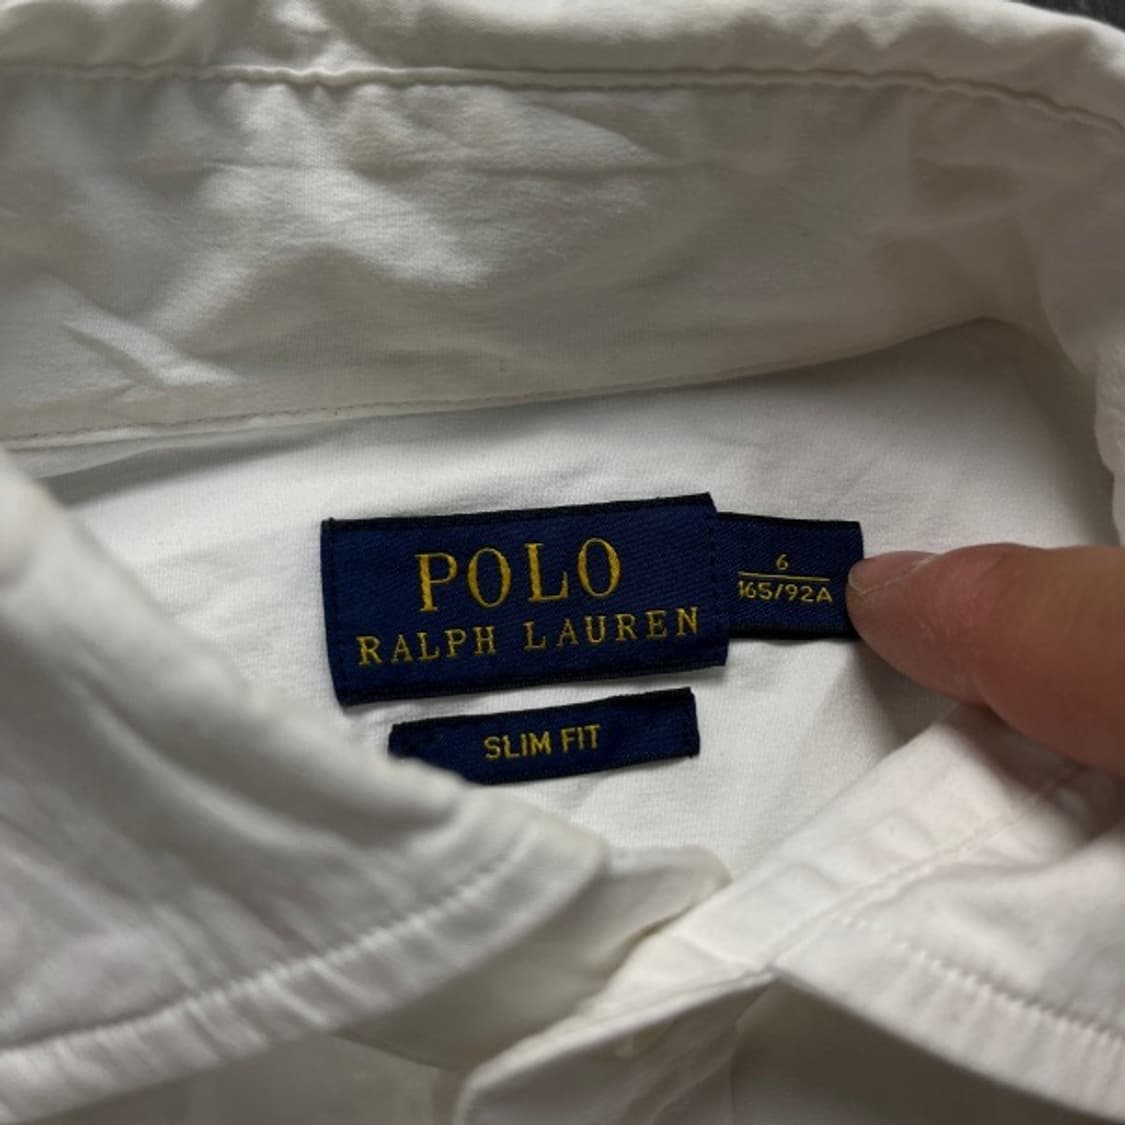 POLO
RALPH LAUREN
6
165/92A
SLIM FIT